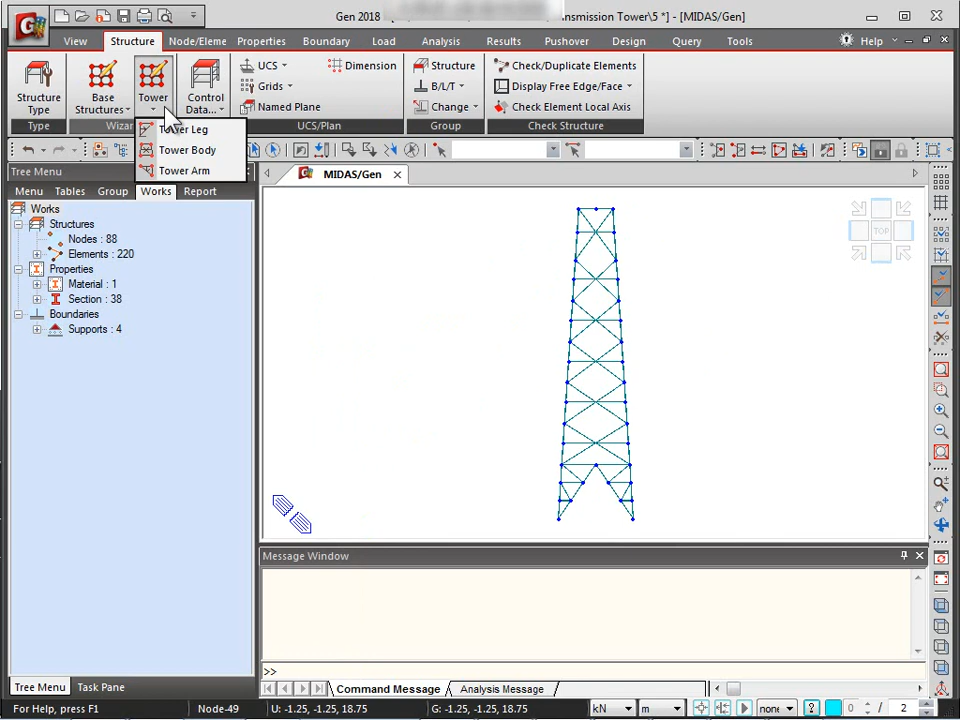 Gen 2018
nsmission Tower\5 *] - [MIDAS/Gen]
View Structure Node/Eleme Properties Boundary Load Analysis Results Pushover Design Query Tools Help
Structure Type
Base Structures
Tower
Control Data...
UCS Dimension
Grids
Named Plane
Structure
B/L/T
Change
Check/Duplicate Elements
Display Free Edge/Face
Check Element Local Axis
Type Wizar UCS/Plan Group Check Structure
Tower Leg
Tower Body
Tower Arm
Tree Menu
MIDAS/Gen
Menu Tables Group Works Report
Works
Structures
Nodes : 88
Elements : 220
Properties
Material : 1
Section : 38
Boundaries
Supports : 4
TOP
Message Window
>>
Tree Menu Task Pane
Command Message Analysis Message
For Help, press F1 Node-49 U: -1.25, -1.25, 18.75 G: -1.25, -1.25, 18.75 kN m none 0 / 2